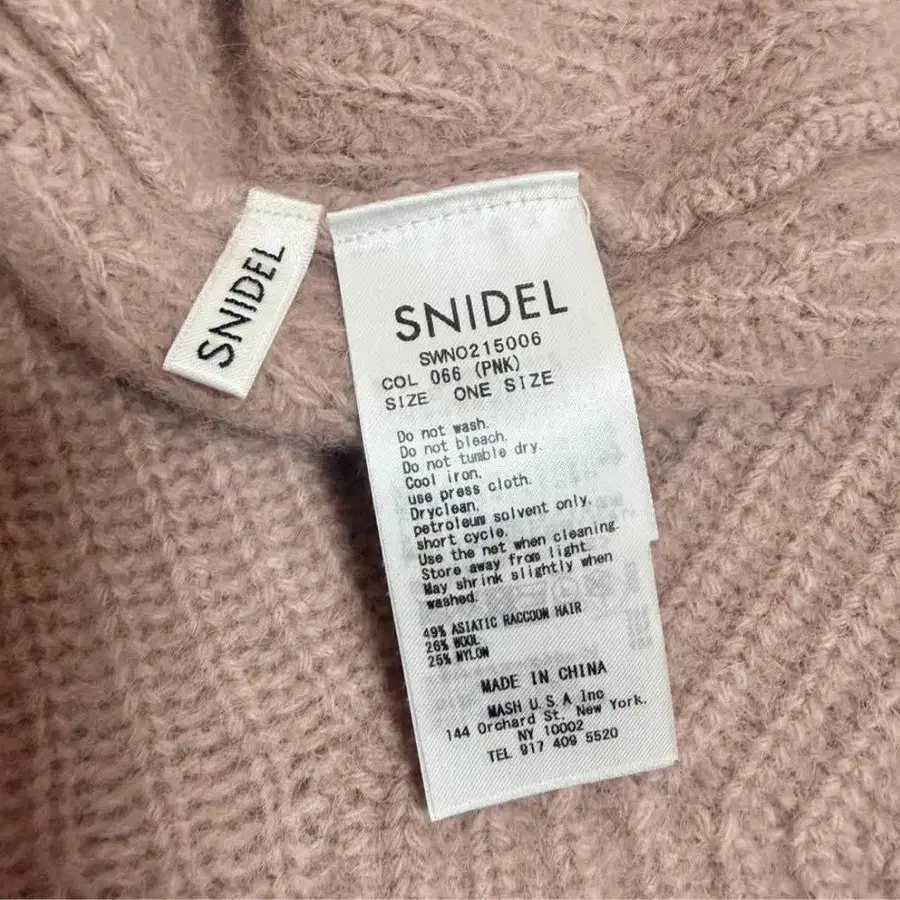 SNIDEL
SNIDEL
SWNO215006
COL 066 (PNK)
SIZE ONE SIZE
Do not wash.
Do not bleach.
Do not tumble dry.
Cool iron.
use press cloth.
Dryclean.
petroleum solvent only.
short cycle.
Use the net when cleaning.
Store away from light.
May shrink slightly when
washed.
49% ASIATIC RACCOON HAIR
26% WOOL
25% NYLON
MADE IN CHINA
MASH U.S.A Inc
144 Orchard St. New York,
NY 10002
TEL 917 409 5520